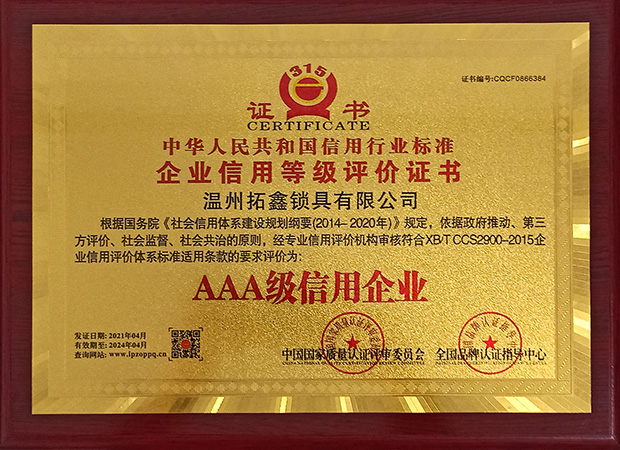 315
证书编号:CQCF0866384
证 书
CERTIFICATE
中华人民共和国信用行业标准
企业信用等级评价证书
温州拓鑫锁具有限公司
根据国务院《社会信用体系建设规划纲要(2014-2020年)》规定，依据政府推动、第三
方评价、社会监督、社会共治的原则，经专业信用评价机构审核符合XB/T CCS2900-2015企
业信用评价体系标准适用条款的要求评价为：
AAA级信用企业
发证日期:2021年04月
有效期至:2024年04月
查询网站:www.ipzoppq.cn
中国国家质量认证评审委员会
全国品牌认证指导中心